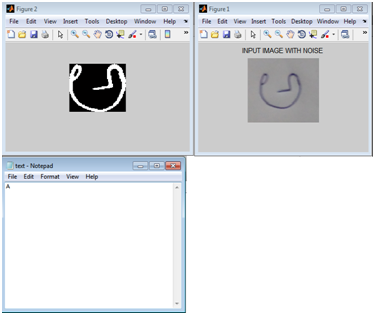 Figure 2
File Edit View Insert Tools Desktop Window Help
Figure 1
File Edit View Insert Tools Desktop Window Help
INPUT IMAGE WITH NOISE
text - Notepad
File Edit Format View Help
A